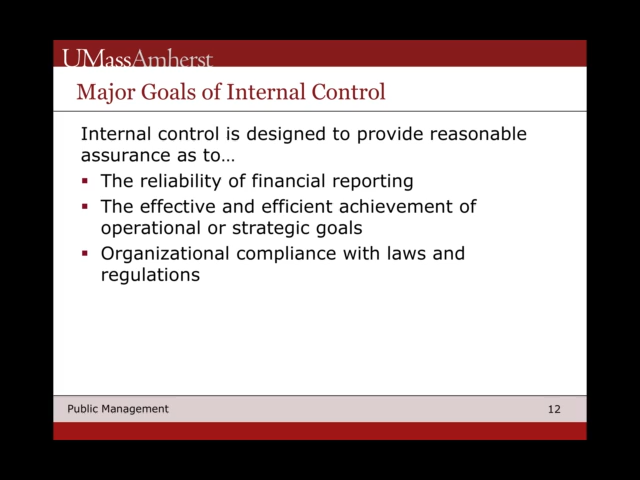 UMassAmherst
Major Goals of Internal Control
Internal control is designed to provide reasonable
assurance as to…
▪ The reliability of financial reporting
▪ The effective and efficient achievement of
operational or strategic goals
▪ Organizational compliance with laws and
regulations
Public Management 12